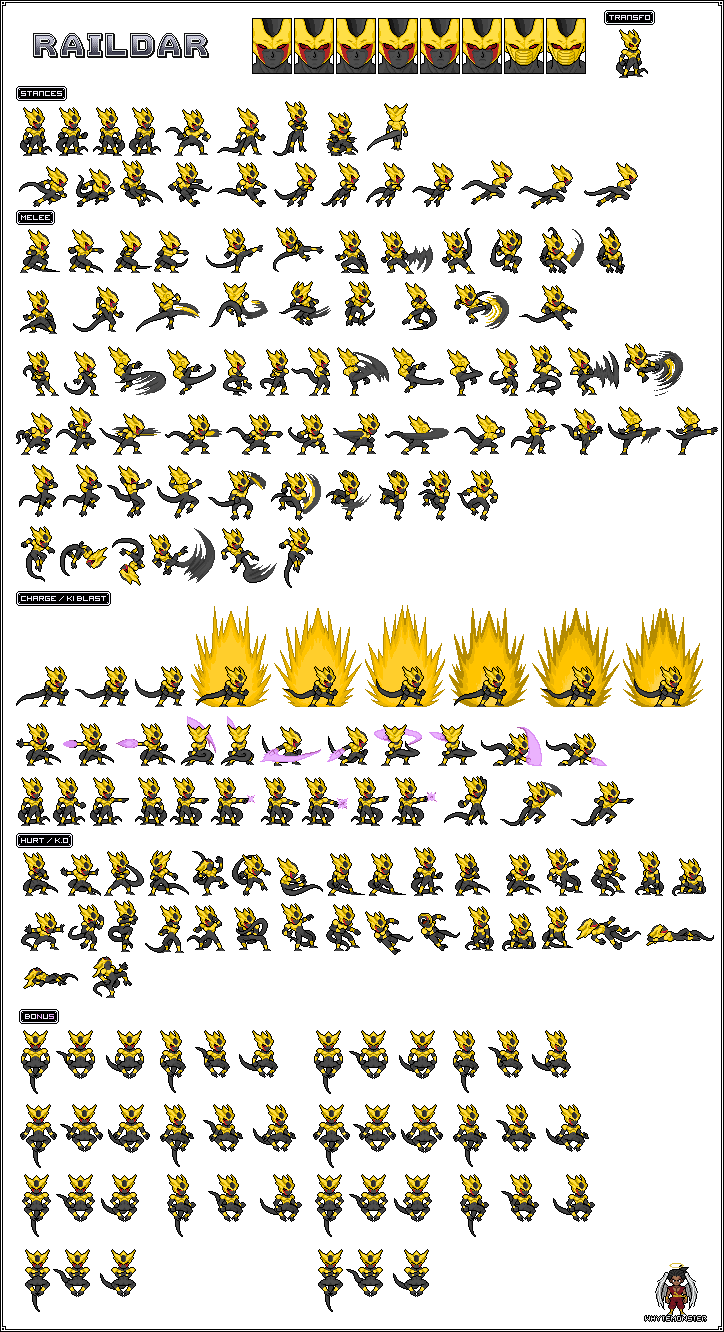 RAILDAR
TRANSFO
STANCES
MELEE
CHARGE / KI BLAST
HURT / K.O
BONUS